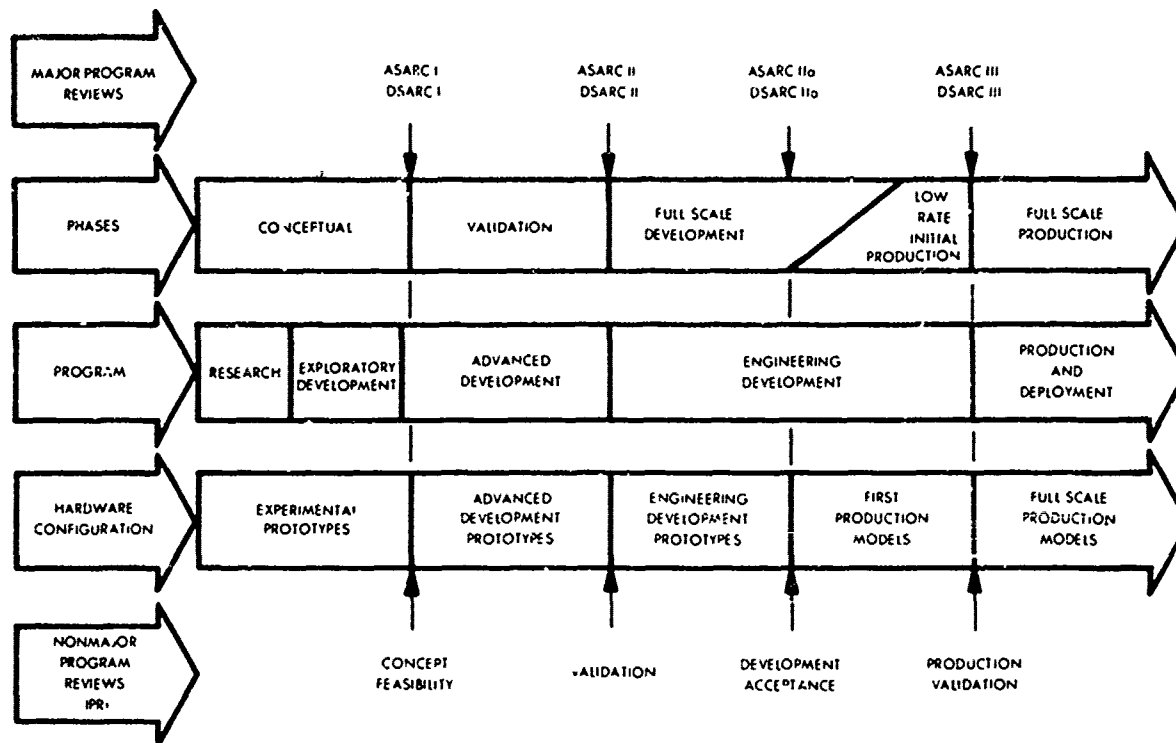 MAJOR PROGRAM
REVIEWS
ASARC I
DSARC I
ASARC II
DSARC II
ASARC IIa
DSARC IIa
ASARC III
DSARC III
PHASES
CONCEPTUAL
VALIDATION
FULL SCALE
DEVELOPMENT
LOW
RATE
INITIAL
PRODUCTION
FULL SCALE
PRODUCTION
PROGRAM
RESEARCH
EXPLORATORY
DEVELOPMENT
ADVANCED
DEVELOPMENT
ENGINEERING
DEVELOPMENT
PRODUCTION
AND
DEPLOYMENT
HARDWARE
CONFIGURATION
EXPERIMENTAL
PROTOTYPES
ADVANCED
DEVELOPMENT
PROTOTYPES
ENGINEERING
DEVELOPMENT
PROTOTYPES
FIRST
PRODUCTION
MODELS
FULL SCALE
PRODUCTION
MODELS
NONMAJOR
PROGRAM
REVIEWS
IPRs
CONCEPT
FEASIBILITY
VALIDATION
DEVELOPMENT
ACCEPTANCE
PRODUCTION
VALIDATION